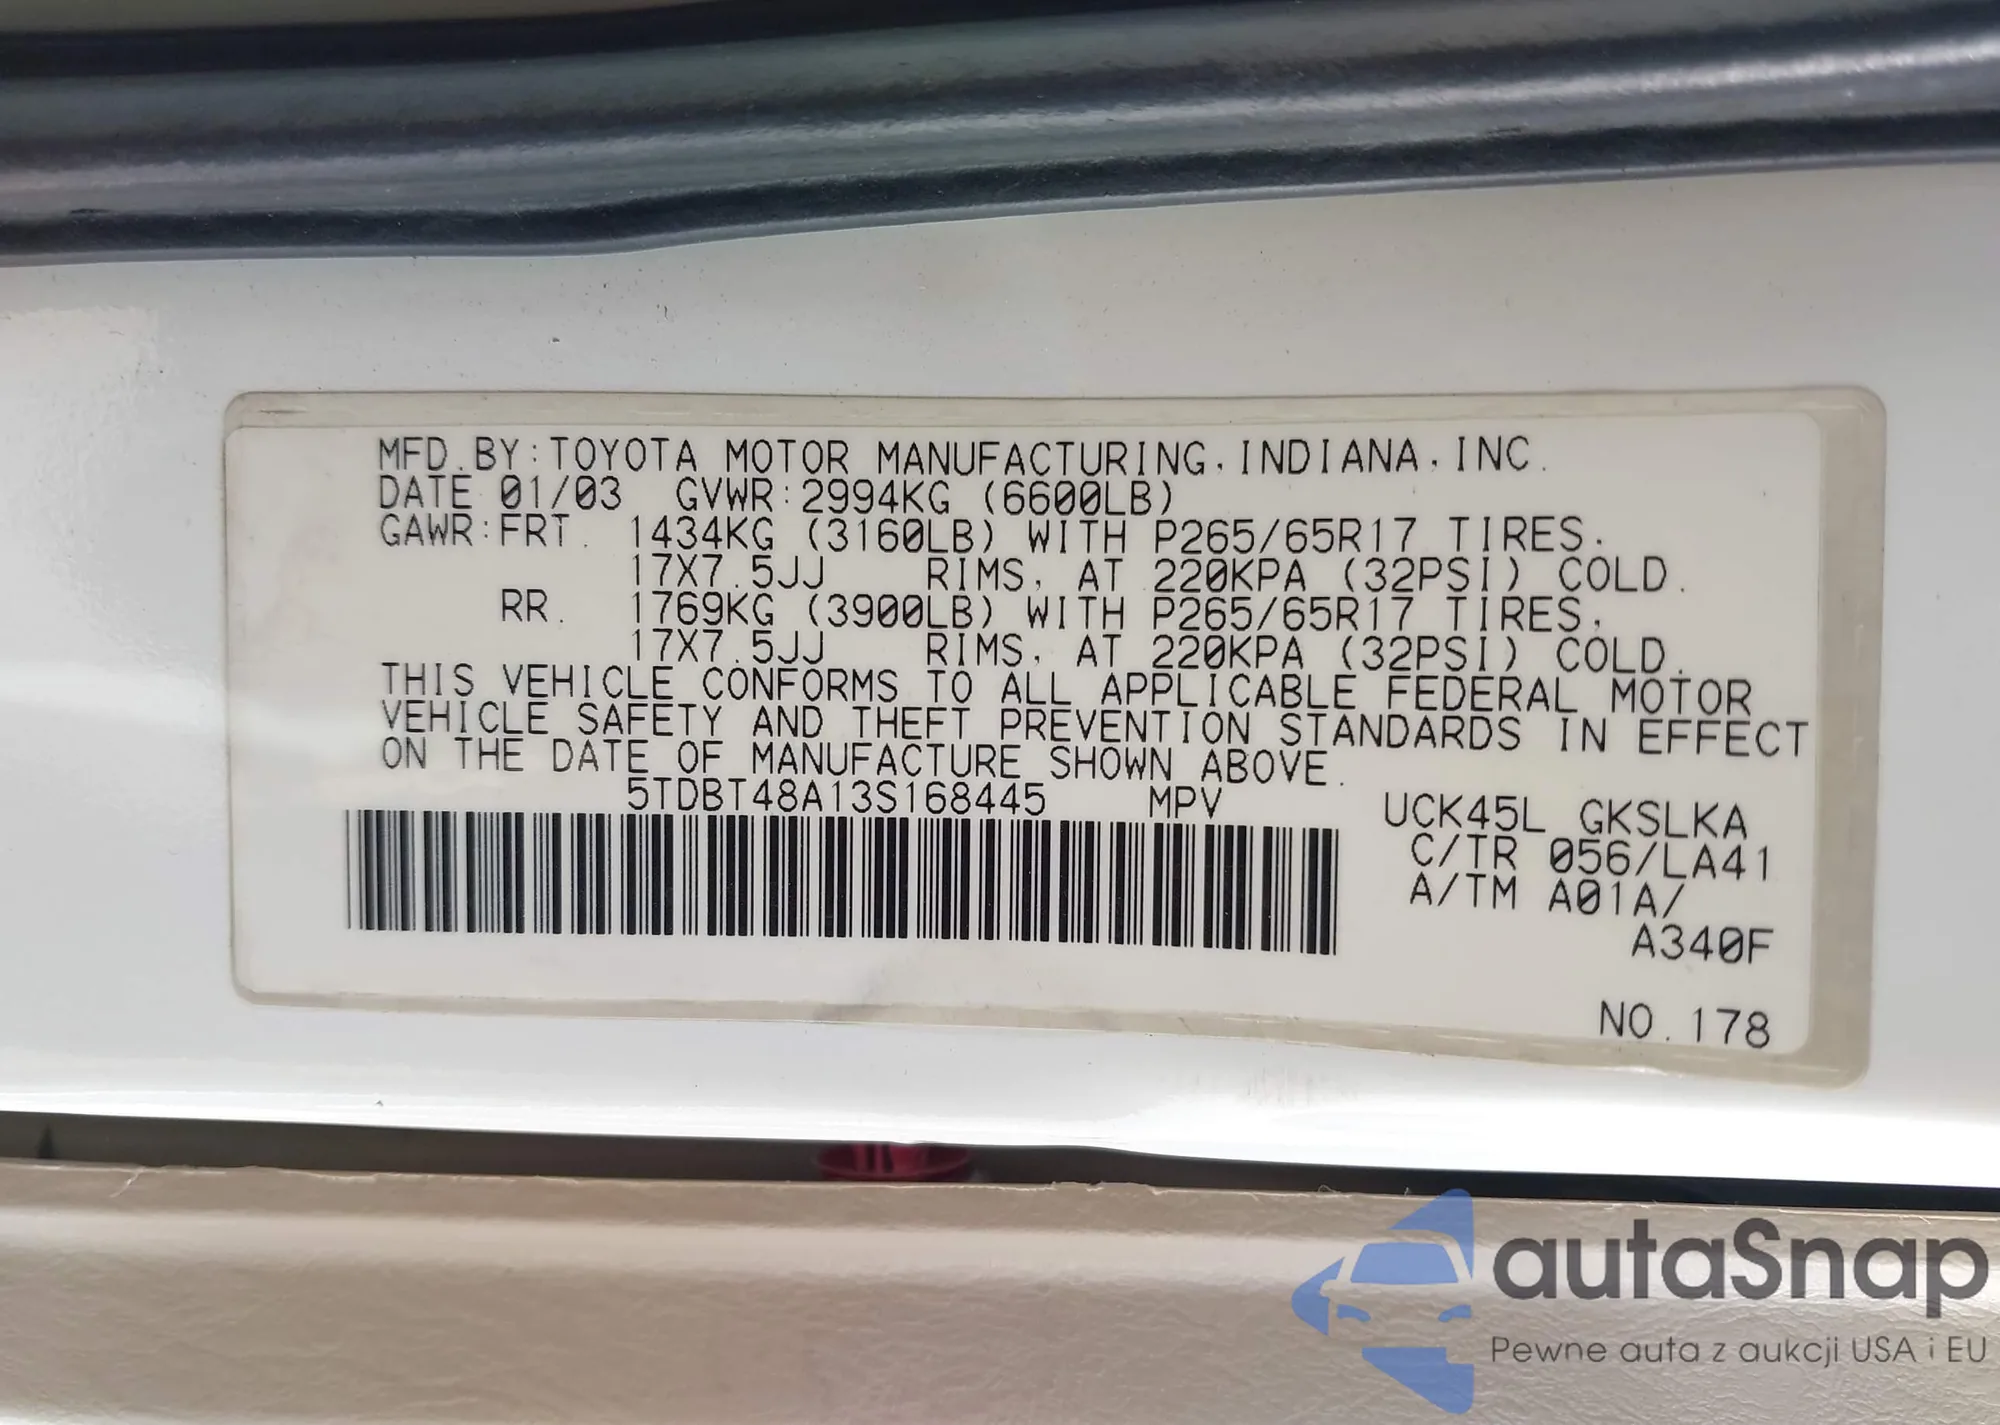 MFD.BY:TOYOTA MOTOR MANUFACTURING,INDIANA,INC.
DATE 01/03 GVWR:2994KG (6600LB)
GAWR:FRT. 1434KG (3160LB) WITH P265/65R17 TIRES.
17X7.5JJ RIMS, AT 220KPA (32PSI) COLD.
RR. 1769KG (3900LB) WITH P265/65R17 TIRES,
17X7.5JJ RIMS, AT 220KPA (32PSI) COLD.
THIS VEHICLE CONFORMS TO ALL APPLICABLE FEDERAL MOTOR
VEHICLE SAFETY AND THEFT PREVENTION STANDARDS IN EFFECT
ON THE DATE OF MANUFACTURE SHOWN ABOVE.
5TDBT48A13S168445 MPV UCK45L GKSLKA
C/TR 056/LA41
A/TM A01A/
A340F
NO.178
autaSnap
Pewne auta z aukcji USA i EU